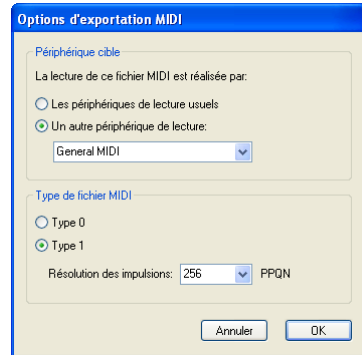 Options d'exportation MIDI
Périphérique cible
La lecture de ce fichier MIDI est réalisée par:
Les périphériques de lecture usuels
Un autre périphérique de lecture:
General MIDI
Type de fichier MIDI
Type 0
Type 1
Résolution des impulsions: 256 PPQN
Annuler OK